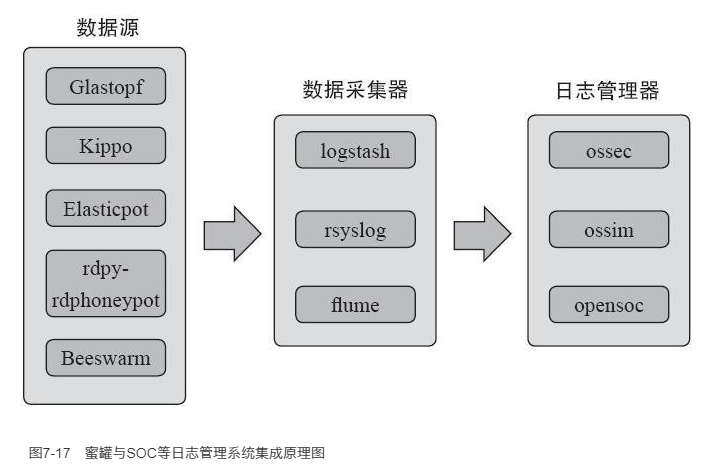 数据源
Glastopf
Kippo
Elasticpot
rdpy-
rdphoneypot
Beeswarm
数据采集器
logstash
rsyslog
flume
日志管理器
ossec
ossim
opensoc
图7-17 蜜罐与SOC等日志管理系统集成原理图